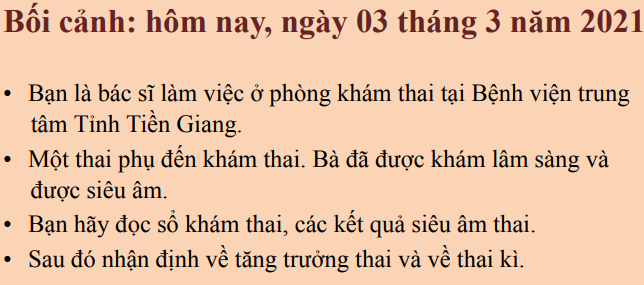 Bối cảnh: hôm nay, ngày 03 tháng 3 năm 2021
• Bạn là bác sĩ làm việc ở phòng khám thai tại Bệnh viện trung
tâm Tỉnh Tiền Giang.
• Một thai phụ đến khám thai. Bà đã được khám lâm sàng và
được siêu âm.
• Bạn hãy đọc sổ khám thai, các kết quả siêu âm thai.
• Sau đó nhận định về tăng trưởng thai và về thai kì.